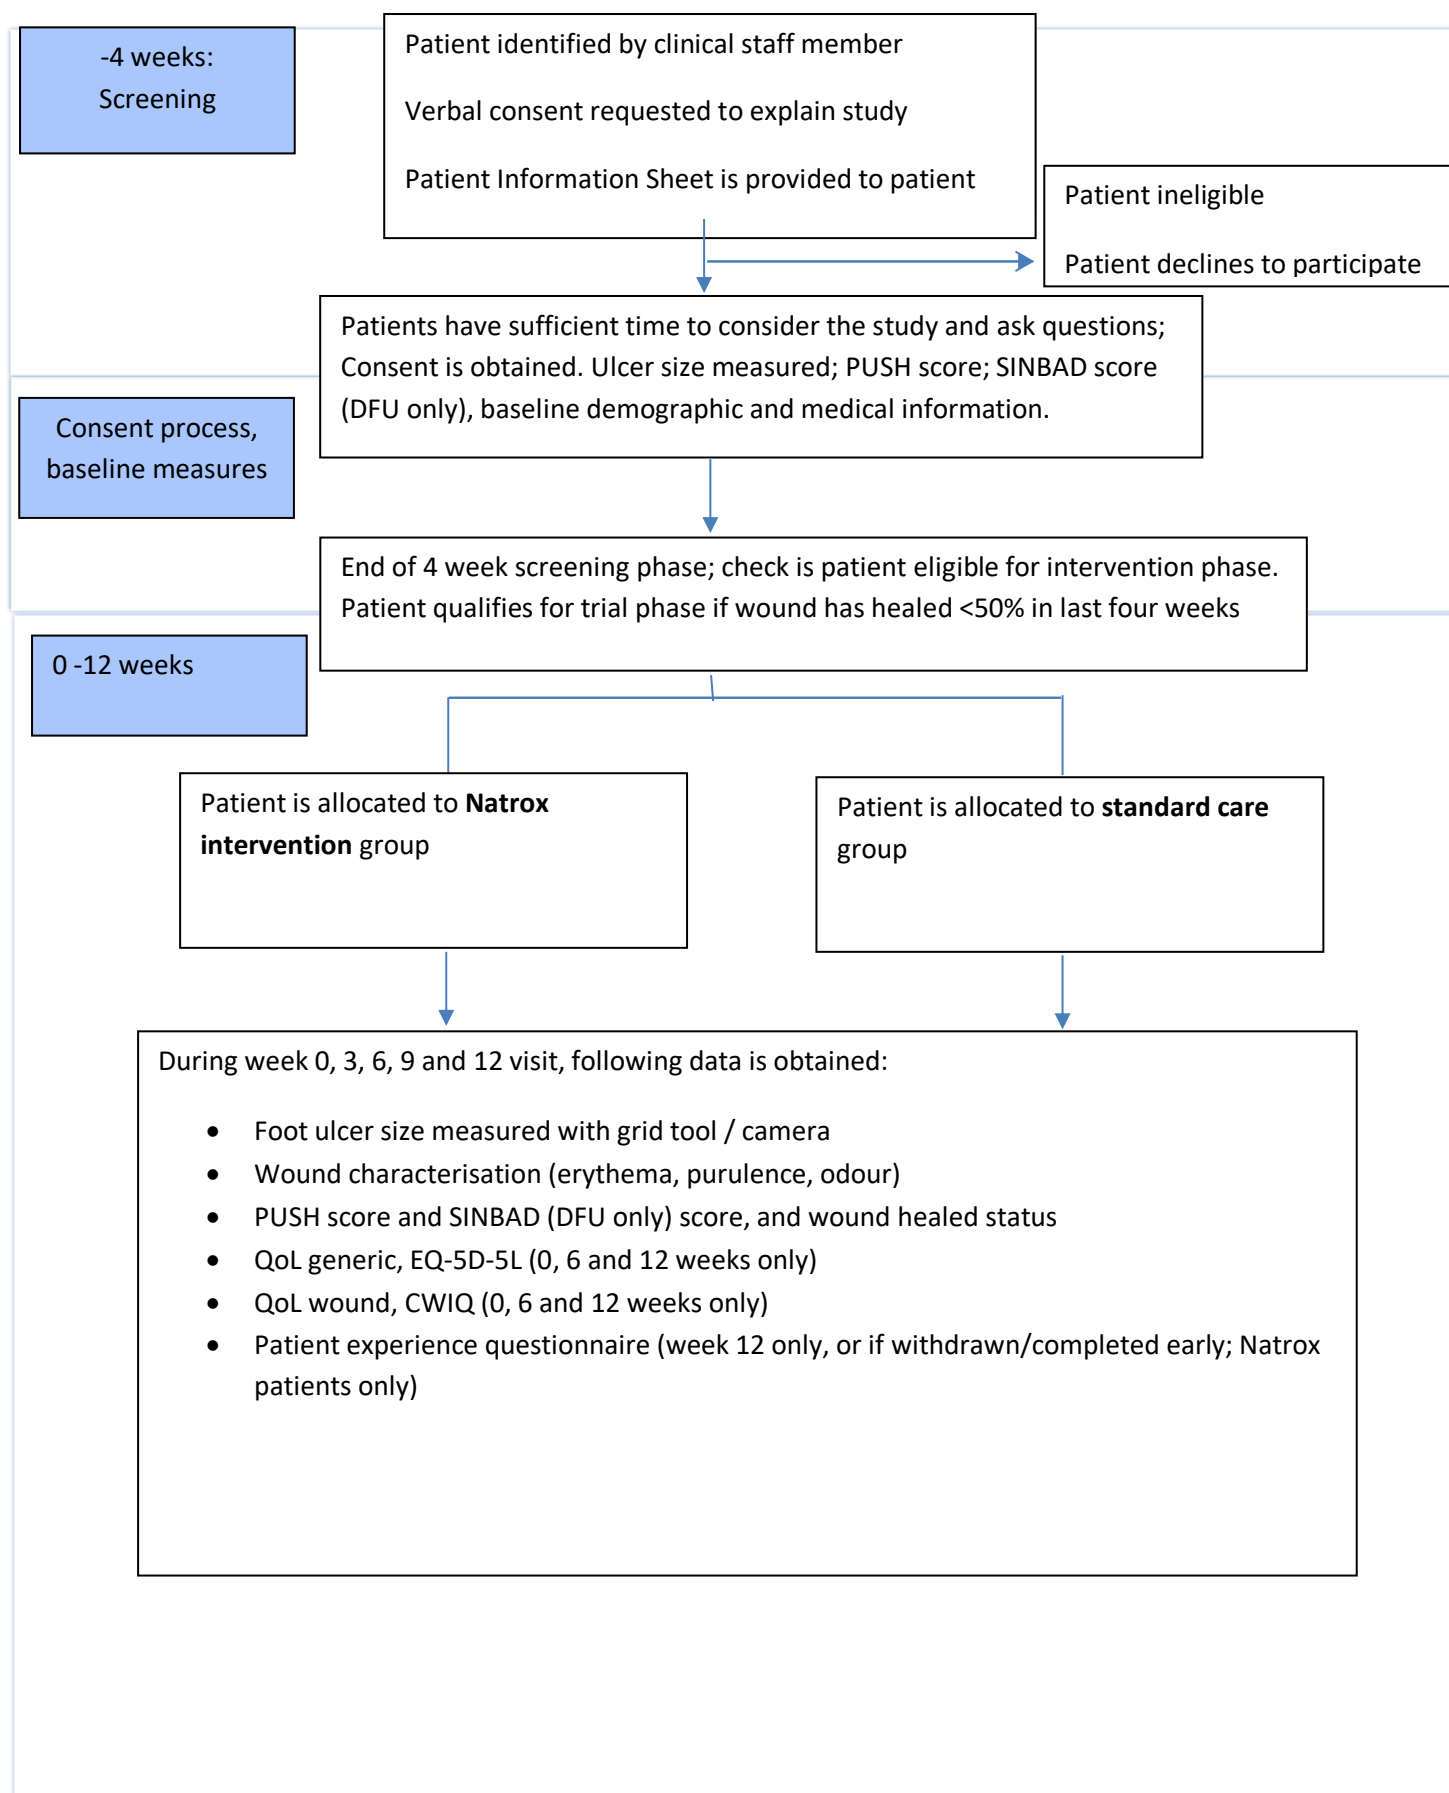 -4 weeks:
Screening
Patient identified by clinical staff member
Verbal consent requested to explain study
Patient Information Sheet is provided to patient
Patient ineligible
Patient declines to participate
Patients have sufficient time to consider the study and ask questions;
Consent is obtained. Ulcer size measured; PUSH score; SINBAD score
(DFU only), baseline demographic and medical information.
Consent process,
baseline measures
End of 4 week screening phase; check is patient eligible for intervention phase.
Patient qualifies for trial phase if wound has healed <50% in last four weeks
0 -12 weeks
Patient is allocated to Natrox
intervention group
Patient is allocated to standard care
group
During week 0, 3, 6, 9 and 12 visit, following data is obtained:
• Foot ulcer size measured with grid tool / camera
• Wound characterisation (erythema, purulence, odour)
• PUSH score and SINBAD (DFU only) score, and wound healed status
• QoL generic, EQ-5D-5L (0, 6 and 12 weeks only)
• QoL wound, CWIQ (0, 6 and 12 weeks only)
• Patient experience questionnaire (week 12 only, or if withdrawn/completed early; Natrox
patients only)